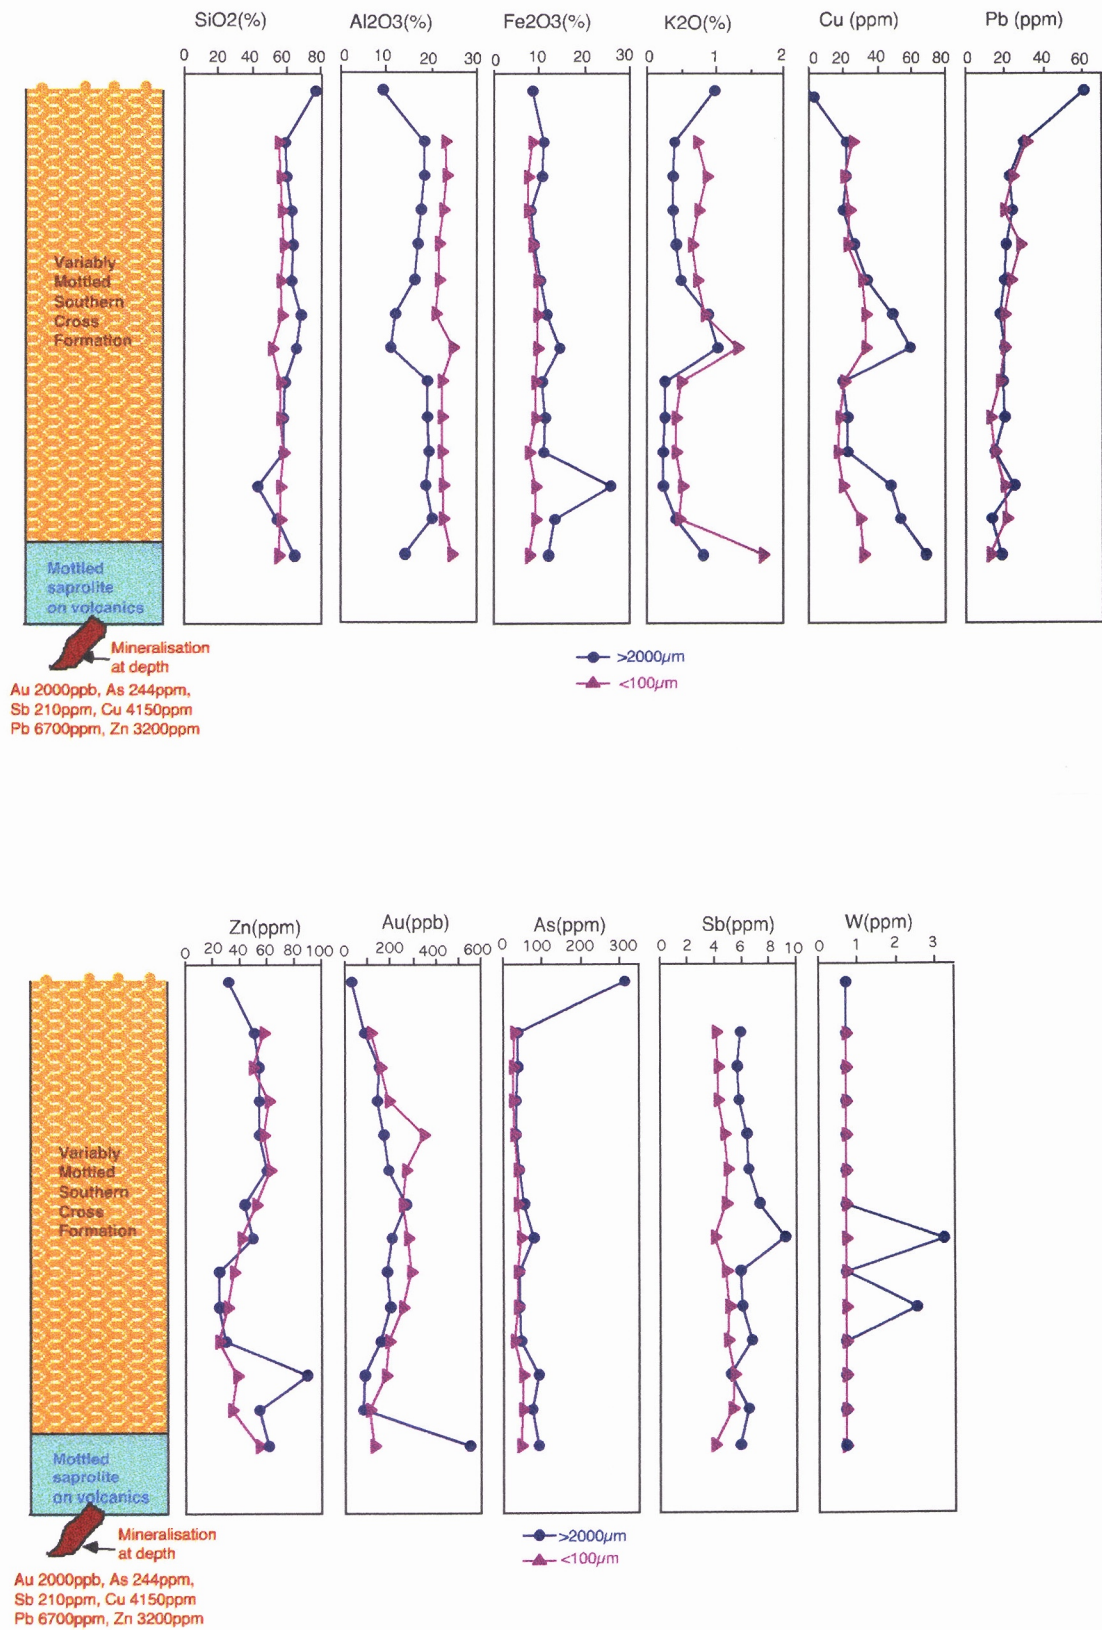 SiO2(%) Al2O3(%) Fe2O3(%) K2O(%) Cu (ppm) Pb (ppm)
0 20 40 60 80 0 10 20 30 0 10 20 30 0 1 2 0 20 40 60 80 0 20 40 60
Variably
Mottled
Southern
Cross
Formation
Mottled
saprolite
on volcanics
Mineralisation
at depth
Au 2000ppb, As 244ppm,
Sb 210ppm, Cu 4150ppm
Pb 6700ppm, Zn 3200ppm
>2000µm
<100µm
Zn(ppm) Au(ppb) As(ppm) Sb(ppm) W(ppm)
0 20 40 60 80 100 0 200 400 600 0 100 200 300 0 2 4 6 8 10 0 1 2 3
Variably
Mottled
Southern
Cross
Formation
Mottled
saprolite
on volcanics
Mineralisation
at depth
Au 2000ppb, As 244ppm,
Sb 210ppm, Cu 4150ppm
Pb 6700ppm, Zn 3200ppm
>2000µm
<100µm